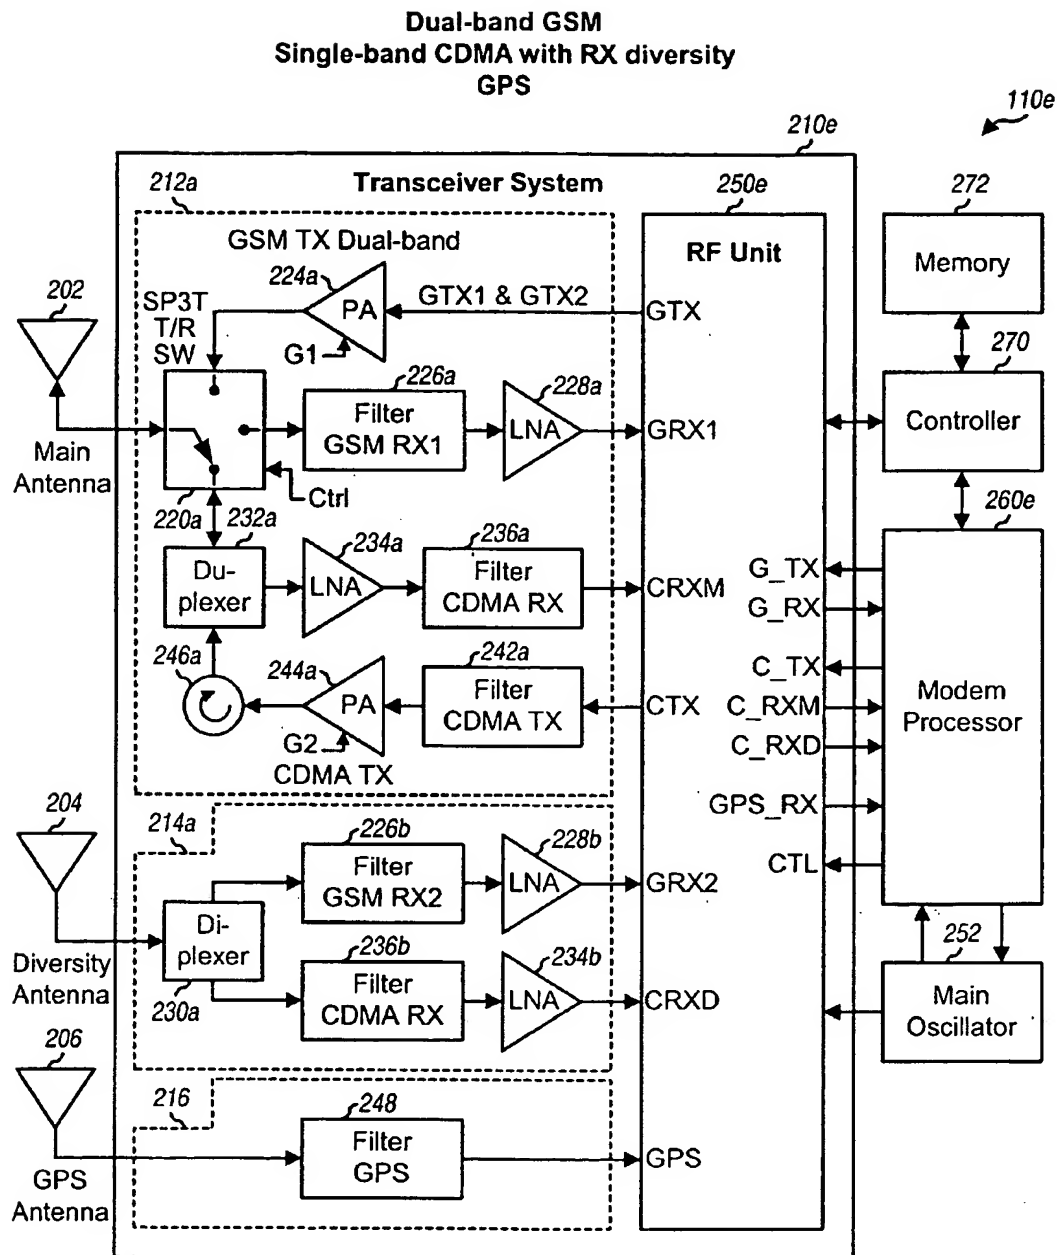 Dual-band GSM
Single-band CDMA with RX diversity
GPS
110e
210e
212a
Transceiver System
250e
272
GSM TX Dual-band
RF Unit
Memory
224a
PA
GTX1 & GTX2
GTX
202
SP3T
T/R
SW
G1
270
226a
228a
Filter
GSM RX1
LNA
GRX1
Controller
Main
Antenna
Ctrl
220a
232a
260e
234a
236a
Du-
plexer
LNA
Filter
CDMA RX
CRXM
G_TX
G_RX
246a
244a
242a
C_TX
PA
Filter
CDMA TX
CTX
C_RXM
Modem
Processor
G2
CDMA TX
C_RXD
204
214a
226b
228b
GPS_RX
Filter
GSM RX2
LNA
GRX2
CTL
Di-
plexer
252
Diversity
Antenna
230a
236b
234b
Filter
CDMA RX
LNA
CRXD
Main
Oscillator
206
216
248
Filter
GPS
GPS
GPS
Antenna